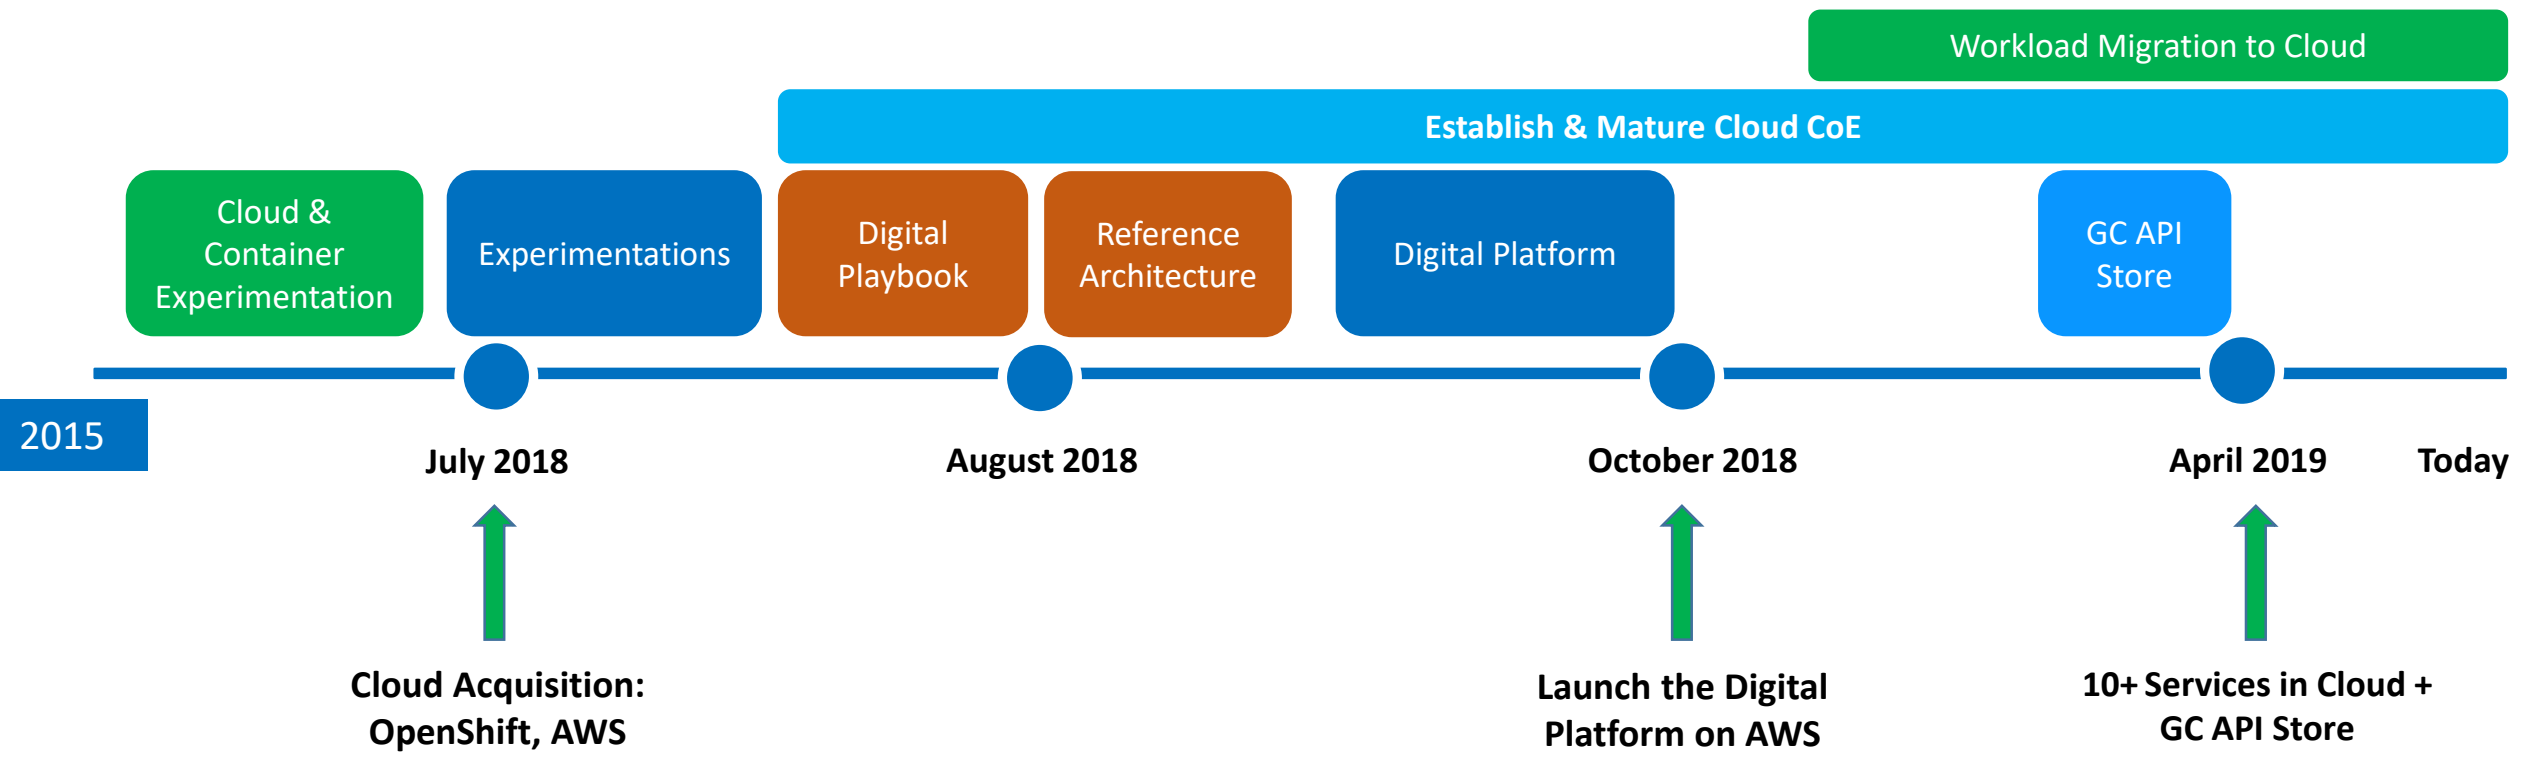 Workload Migration to Cloud
Establish & Mature Cloud CoE
Cloud &
Container
Experimentation
Experimentations
Digital
Playbook
Reference
Architecture
Digital Platform
GC API
Store
2015
July 2018
August 2018
October 2018
April 2019
Today
Cloud Acquisition:
OpenShift, AWS
Launch the Digital
Platform on AWS
10+ Services in Cloud +
GC API Store